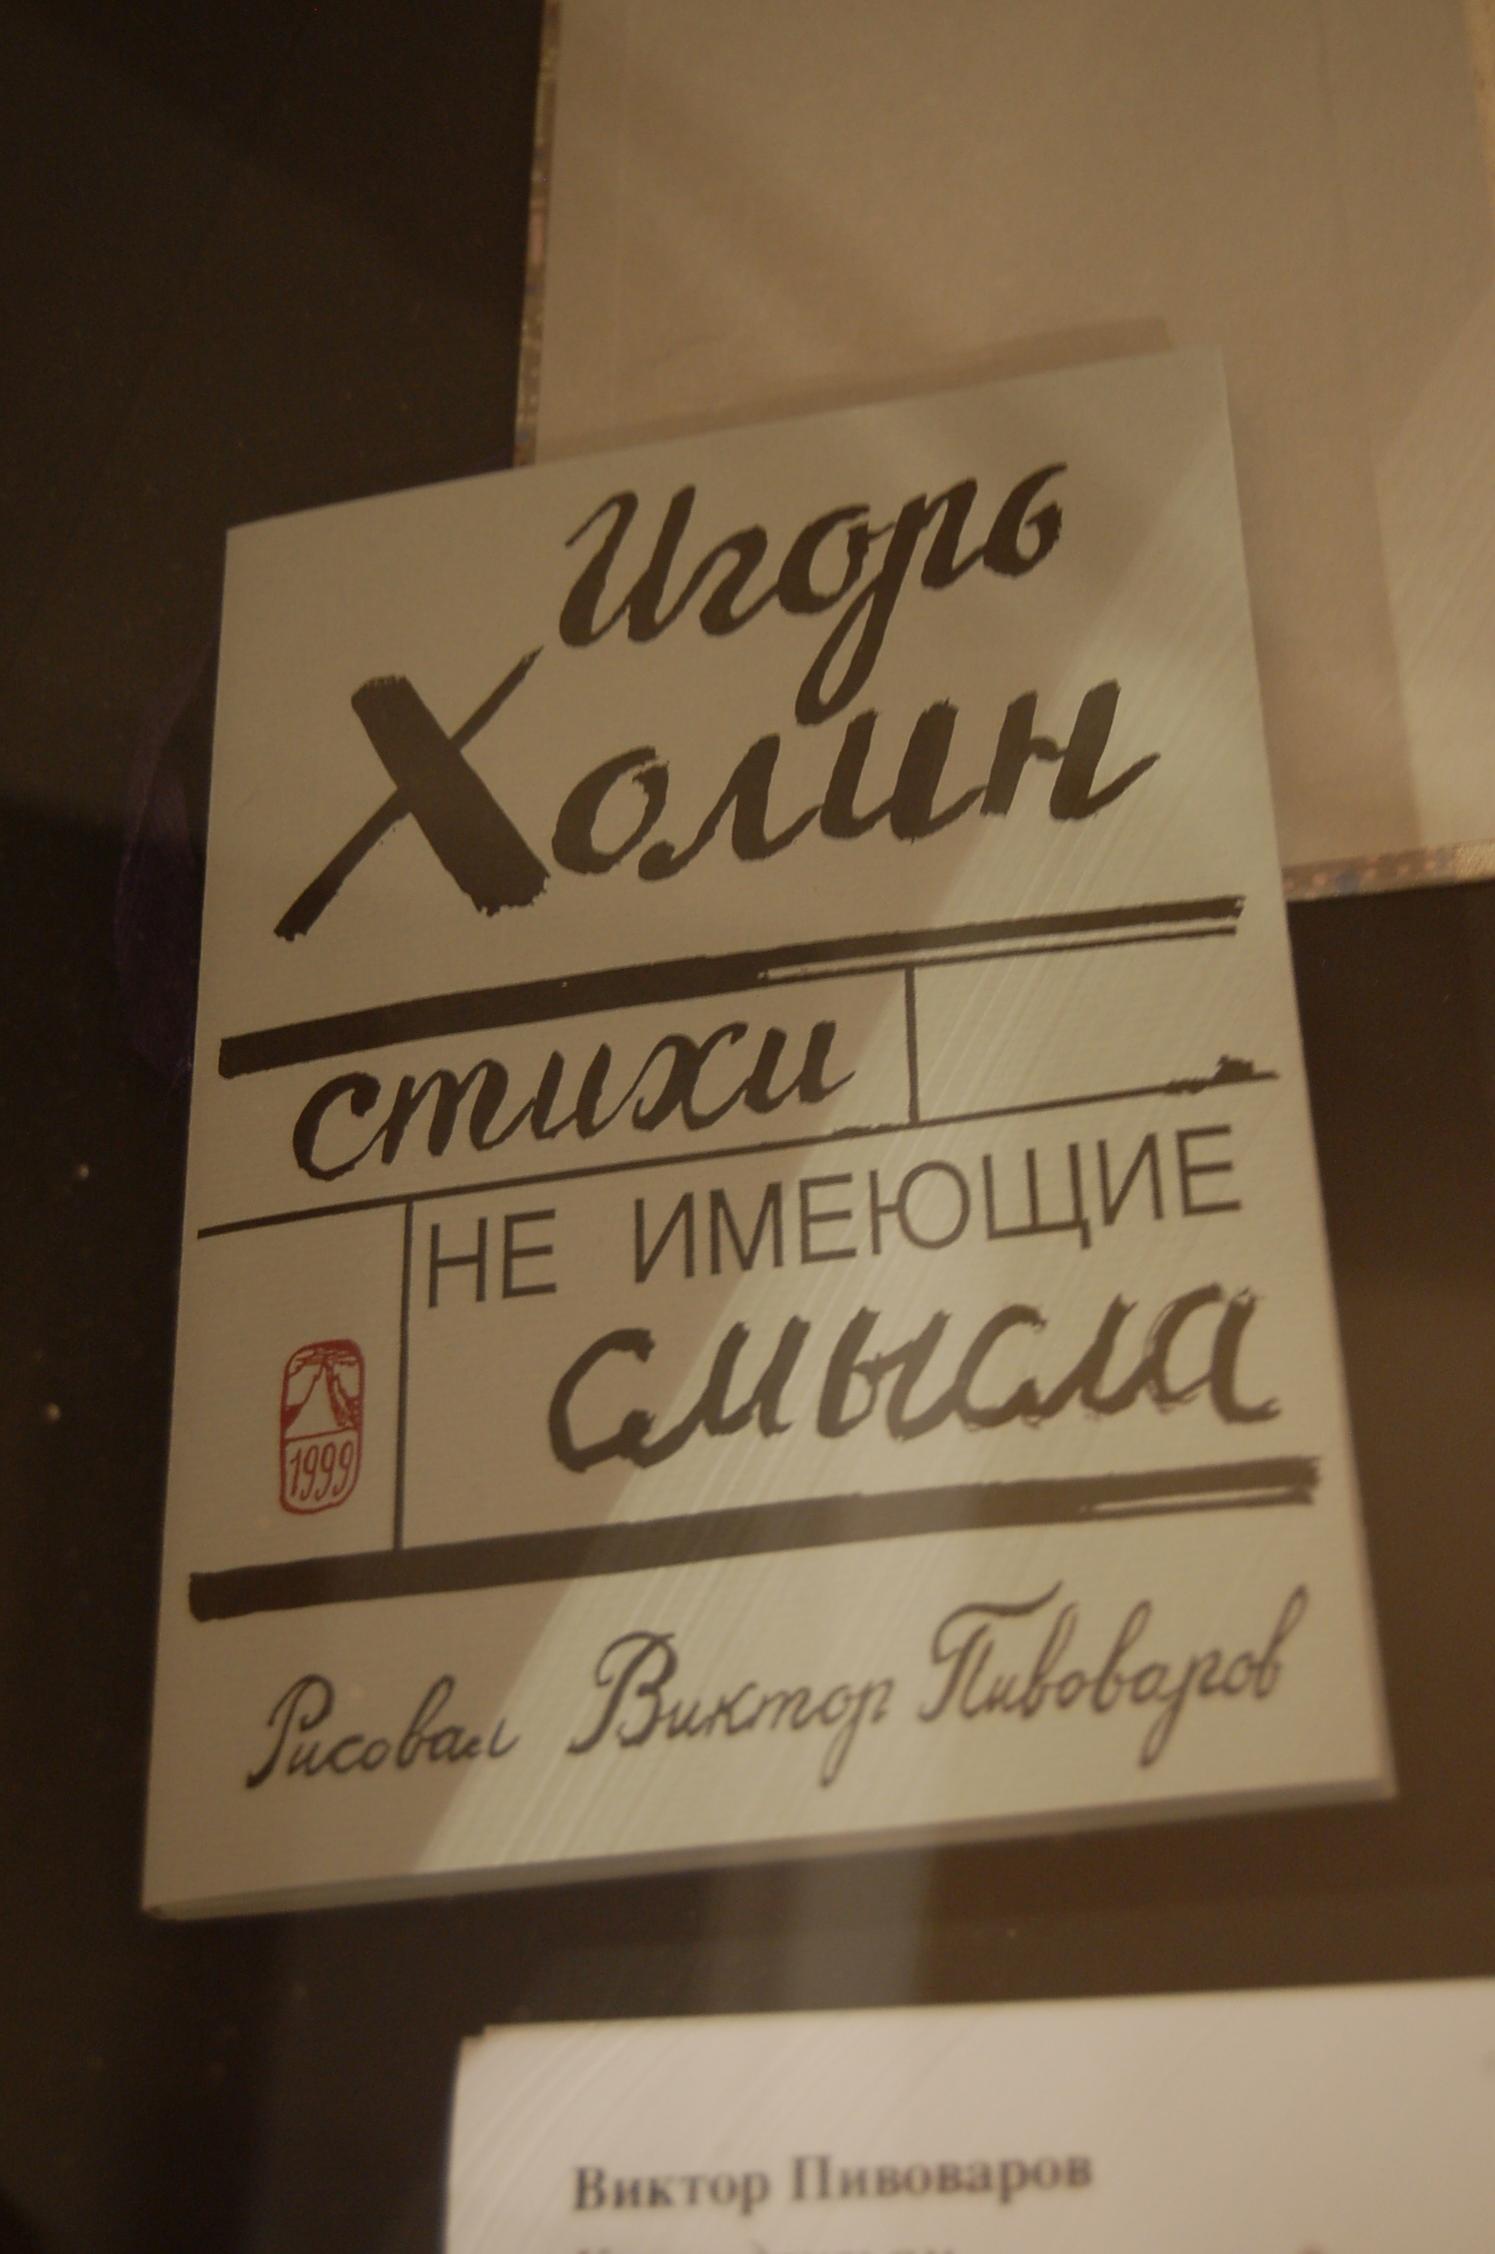 Игорь
Холин
стихи
НЕ ИМЕЮЩИЕ
смысла
1999
Рисовал Виктор Пивоваров
Виктор Пивоваров